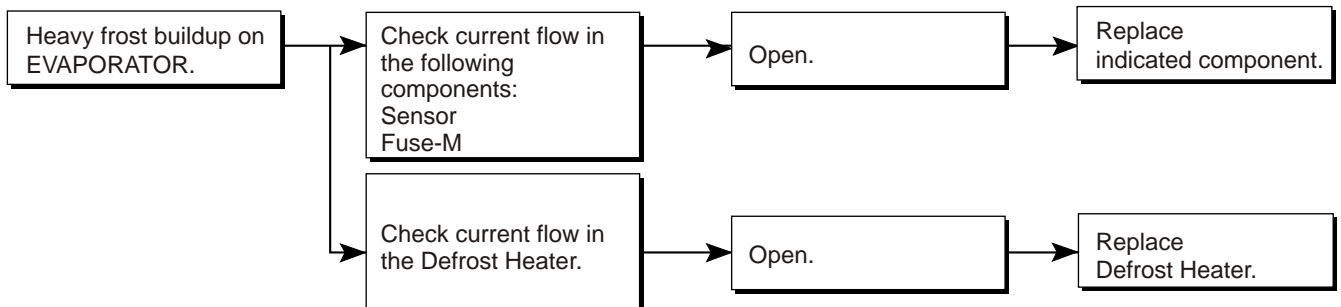 Heavy frost buildup on
EVAPORATOR.
Check current flow in
the following
components:
Sensor
Fuse-M
Open.
Replace
indicated component.
Check current flow in
the Defrost Heater.
Open.
Replace
Defrost Heater.